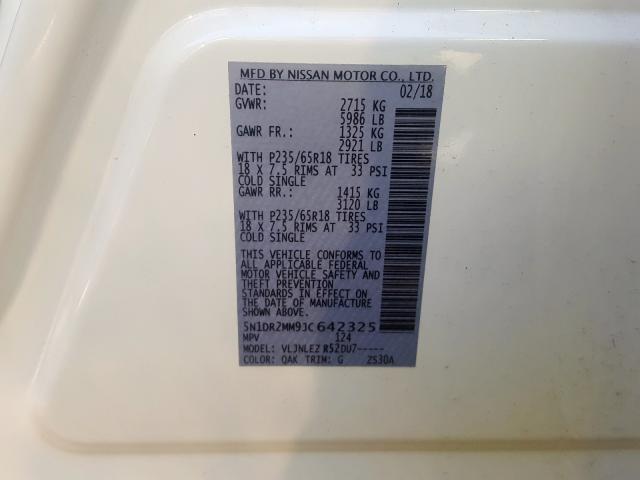 MFD BY NISSAN MOTOR CO., LTD.
DATE: 02/18
GVWR: 2715 KG
5986 LB
GAWR FR.: 1325 KG
2921 LB
WITH P235/65R18 TIRES
18 X 7.5 RIMS AT 33 PSI
COLD SINGLE
GAWR RR.: 1415 KG
3120 LB
WITH P235/65R18 TIRES
18 X 7.5 RIMS AT 33 PSI
COLD SINGLE
THIS VEHICLE CONFORMS TO
ALL APPLICABLE FEDERAL
MOTOR VEHICLE SAFETY AND
THEFT PREVENTION
STANDARDS IN EFFECT ON
THE DATE OF MANUFACTURE
SHOWN ABOVE.
5N1DR2MM9JC642325
MPV 124
MODEL: VLJNLEZ R52DU7-----
COLOR: QAK TRIM: G ZS30A